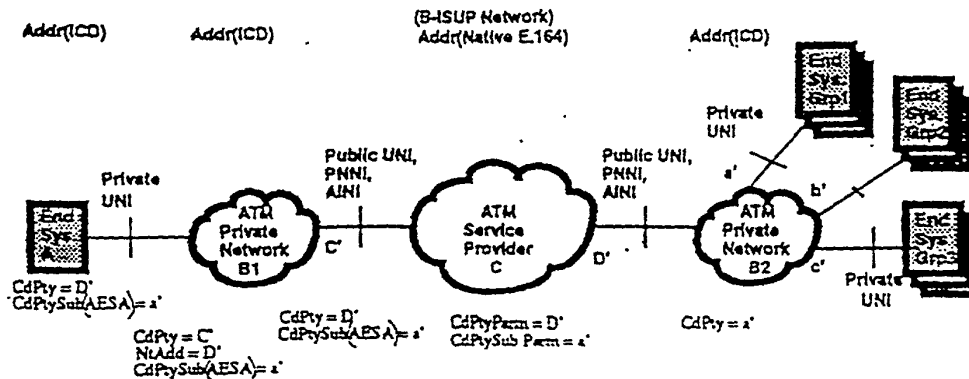 (B-ISUP Network)
Addr(ICD)
Addr(ICD)
Addr(Native E.164)
Addr(ICD)
End
Sys
Grp1
End
Sys
Grp2
Private
UNI
Public UNI,
PNNI,
AINI
Public UNI,
PNNI,
AINI
a'
b'
Private
UNI
End
Sys
A
ATM
Private
Network
B1
C'
ATM
Service
Provider
C
D'
ATM
Private
Network
B2
c'
End
Sys
Grp3
Private
UNI
CdPty = D'
CdPtySub(AESA) = a'
CdPty = C'
NtAdd = D'
CdPtySub(AESA) = a'
CdPty = D'
CdPtySub(AESA) = a'
CdPtyParm = D'
CdPtySub Parm = a'
CdPty = a'